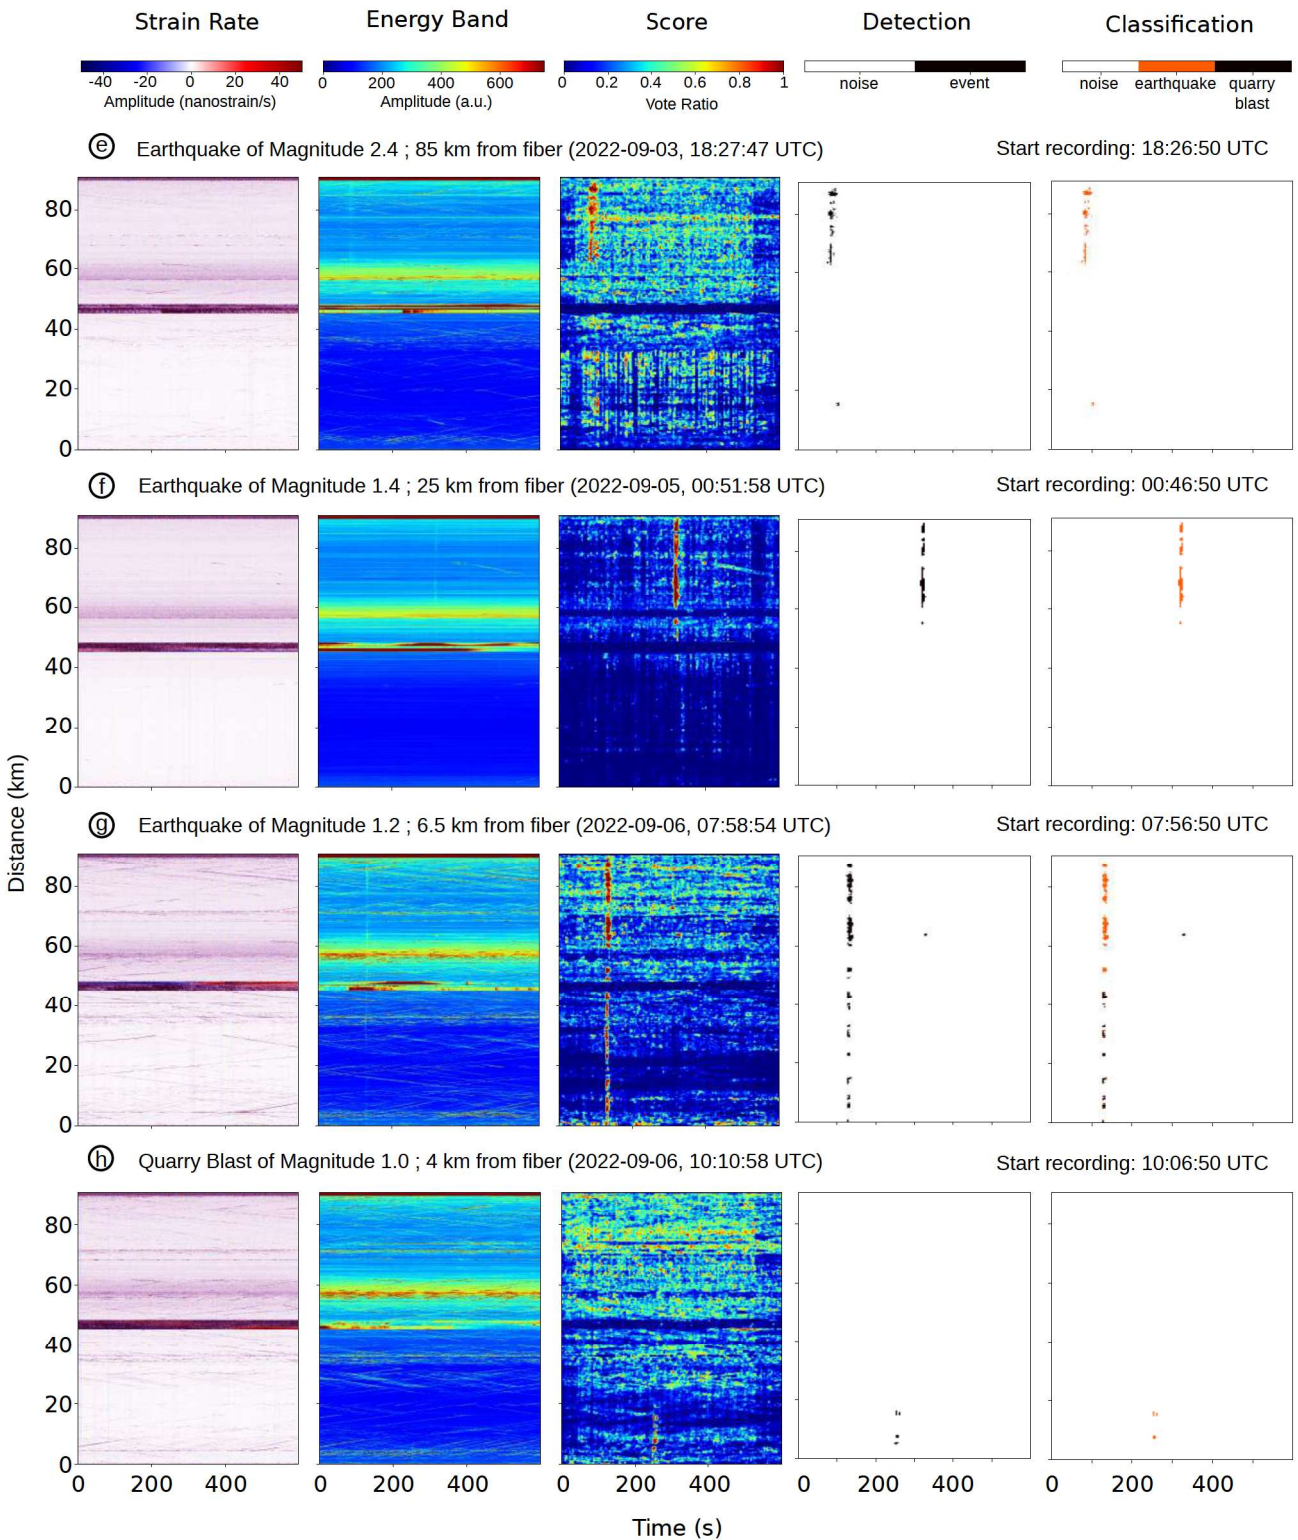 Strain Rate Energy Band Score Detection Classification
-40 -20 0 20 40 0 200 400 600 0 0.2 0.4 0.6 0.8 1 noise event noise earthquake quarry
blast
Amplitude (nanostrain/s) Amplitude (a.u.) Vote Ratio
e Earthquake of Magnitude 2.4 ; 85 km from fiber (2022-09-03, 18:27:47 UTC) Start recording: 18:26:50 UTC
80
60
40
20
0
f Earthquake of Magnitude 1.4 ; 25 km from fiber (2022-09-05, 00:51:58 UTC) Start recording: 00:46:50 UTC
80
60
40
20
0
Distance (km)
g Earthquake of Magnitude 1.2 ; 6.5 km from fiber (2022-09-06, 07:58:54 UTC) Start recording: 07:56:50 UTC
80
60
40
20
0
h Quarry Blast of Magnitude 1.0 ; 4 km from fiber (2022-09-06, 10:10:58 UTC) Start recording: 10:06:50 UTC
80
60
40
20
0
0 200 400 0 200 400 0 200 400 0 200 400 0 200 400
Time (s)